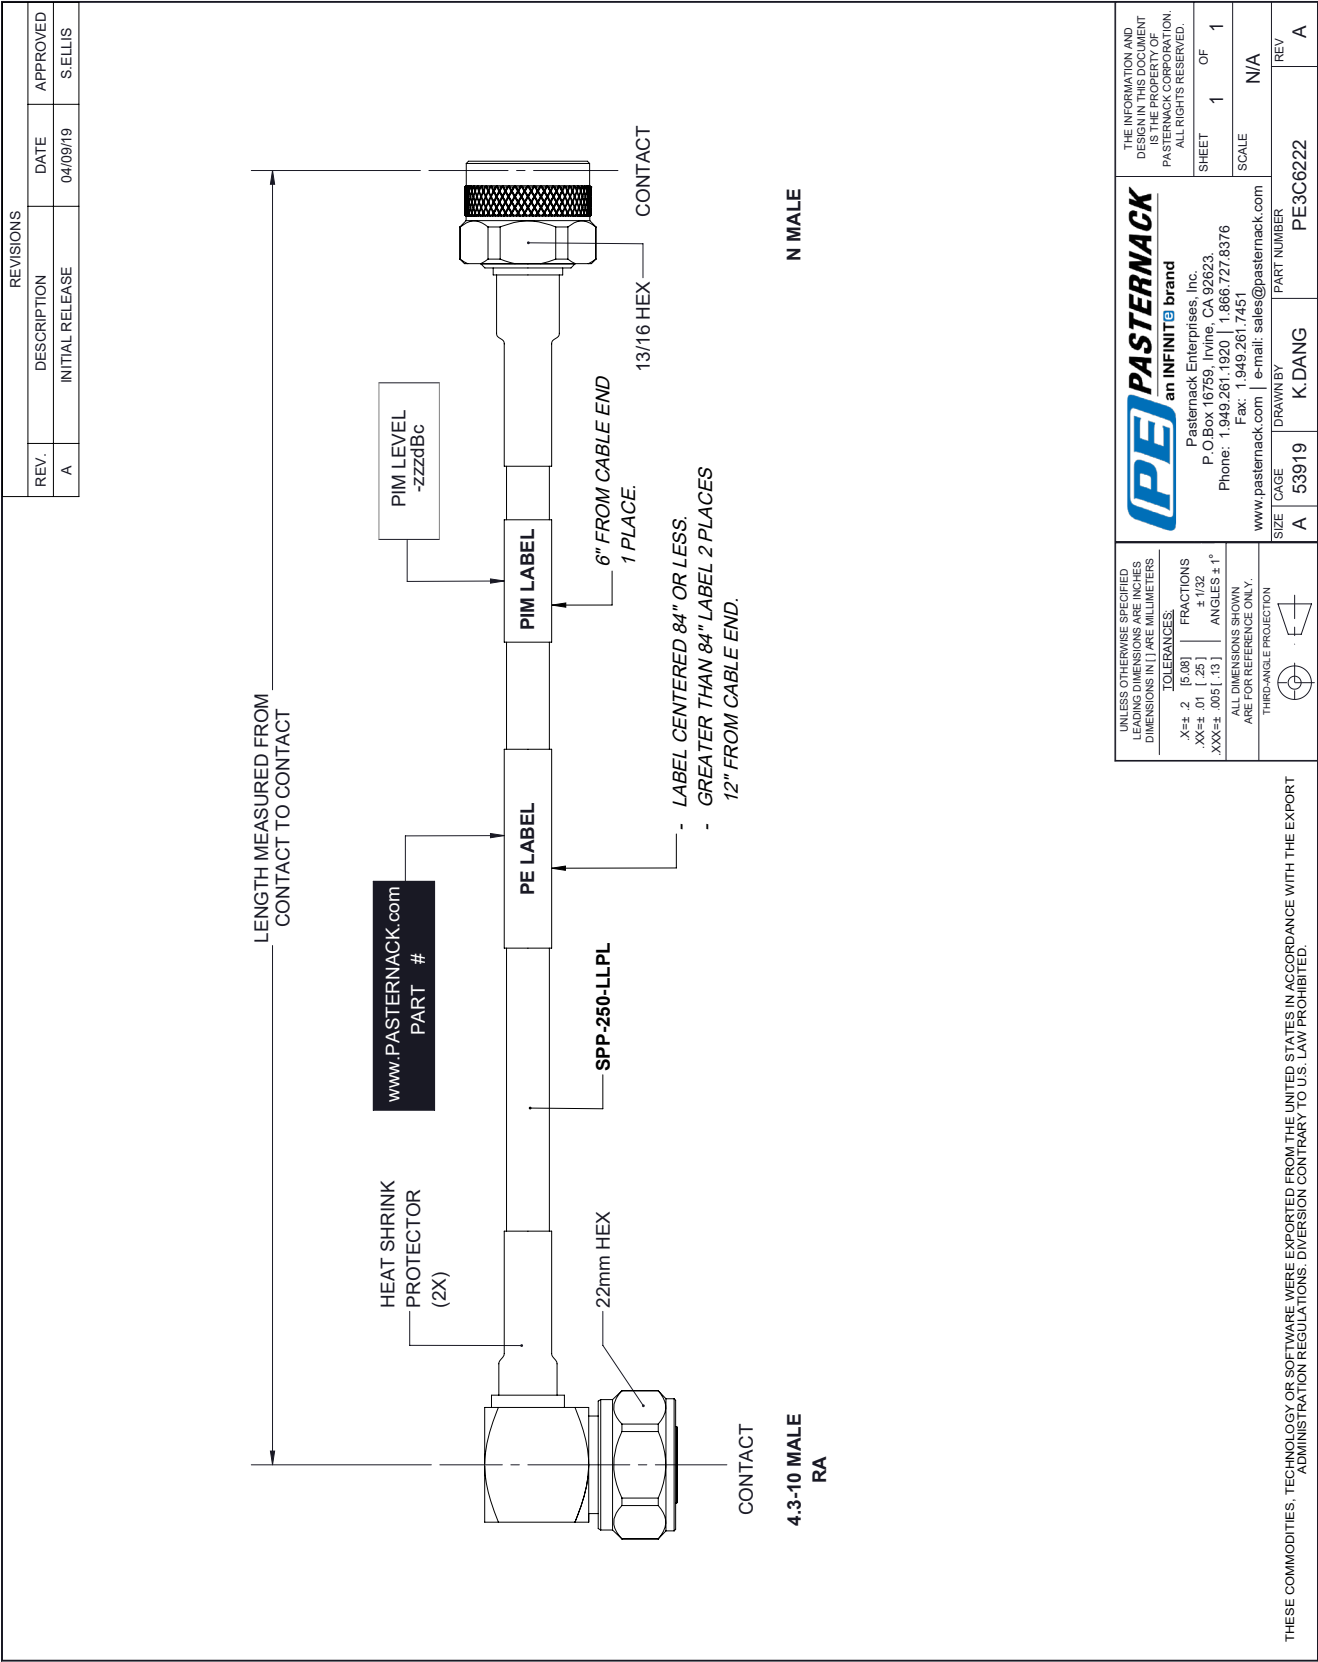 REVISIONS
REV. DESCRIPTION DATE APPROVED
A INITIAL RELEASE 04/09/19 S.ELLIS
LENGTH MEASURED FROM
CONTACT TO CONTACT
HEAT SHRINK
PROTECTOR
(2X)
www.PASTERNACK.com
PART #
PIM LEVEL
-zzzdBc
PE LABEL
PIM LABEL
22mm HEX
SPP-250-LLPL
6" FROM CABLE END
1 PLACE.
13/16 HEX
CONTACT
- LABEL CENTERED 84" OR LESS.
- GREATER THAN 84" LABEL 2 PLACES
12" FROM CABLE END.
CONTACT
4.3-10 MALE
RA
N MALE
UNLESS OTHERWISE SPECIFIED
LEADING DIMENSIONS ARE INCHES
DIMENSIONS IN [ ] ARE MILLIMETERS
TOLERANCES:
.X=± .2 [5.08] FRACTIONS
.XX=± .01 [ .25 ] ± 1/32
.XXX=± .005 [ .13 ] ANGLES ± 1°
ALL DIMENSIONS SHOWN
ARE FOR REFERENCE ONLY.
THIRD-ANGLE PROJECTION
PE PASTERNACK
an INFINITe brand
Pasternack Enterprises, Inc.
P.O.Box 16759, Irvine, CA 92623.
Phone: 1.949.261.1920 | 1.866.727.8376
Fax: 1.949.261.7451
www.pasternack.com | e-mail: sales@pasternack.com
THE INFORMATION AND
DESIGN IN THIS DOCUMENT
IS THE PROPERTY OF
PASTERNACK CORPORATION.
ALL RIGHTS RESERVED.
SHEET 1 OF 1
SCALE N/A
SIZE A
CAGE 53919
DRAWN BY K.DANG
PART NUMBER PE3C6222
REV A
THESE COMMODITIES, TECHNOLOGY OR SOFTWARE WERE EXPORTED FROM THE UNITED STATES IN ACCORDANCE WITH THE EXPORT
ADMINISTRATION REGULATIONS. DIVERSION CONTRARY TO U.S. LAW PROHIBITED.